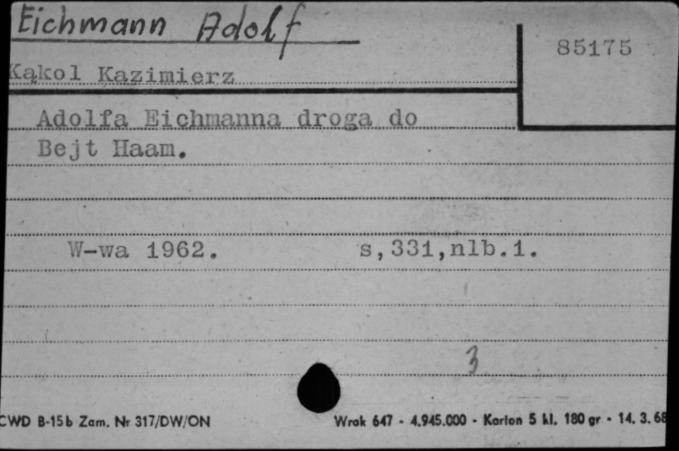 Eichmann Adolf
85175
Kąkol Kazimierz
Adolfa Eichmanna droga do
Bejt Haam.
W-wa 1962. s,331,nlb.1.
3
CWD B-15b Zam. Nr 317/DW/ON Wrak 647 - 4.945.000 - Karton 5 kl. 180 gr - 14. 3. 68